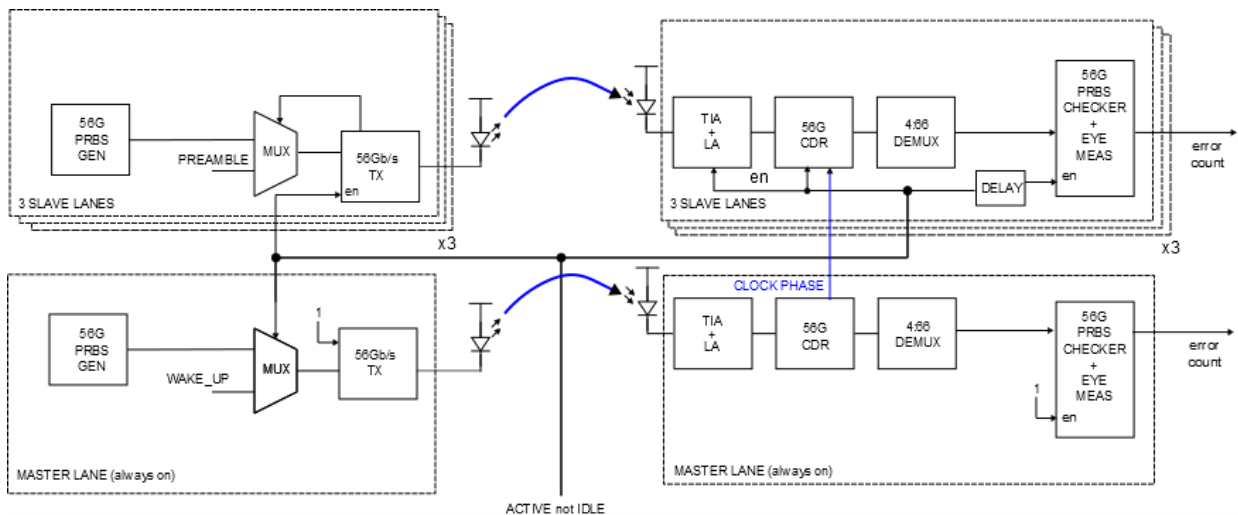 56G
PRBS
GEN
MUX
PREAMBLE
56Gb/s
TX
en
3 SLAVE LANES
x3
TIA
+
LA
56G
CDR
4:66
DEMUX
56G
PRBS
CHECKER
+
EYE
MEAS
en
en
DELAY
error
count
3 SLAVE LANES
x3
56G
PRBS
GEN
MUX
WAKE_UP
1
56Gb/s
TX
MASTER LANE (always on)
CLOCK PHASE
TIA
+
LA
56G
CDR
4:66
DEMUX
56G
PRBS
CHECKER
+
EYE
MEAS
1
en
error
count
MASTER LANE (always on)
ACTIVE not IDLE